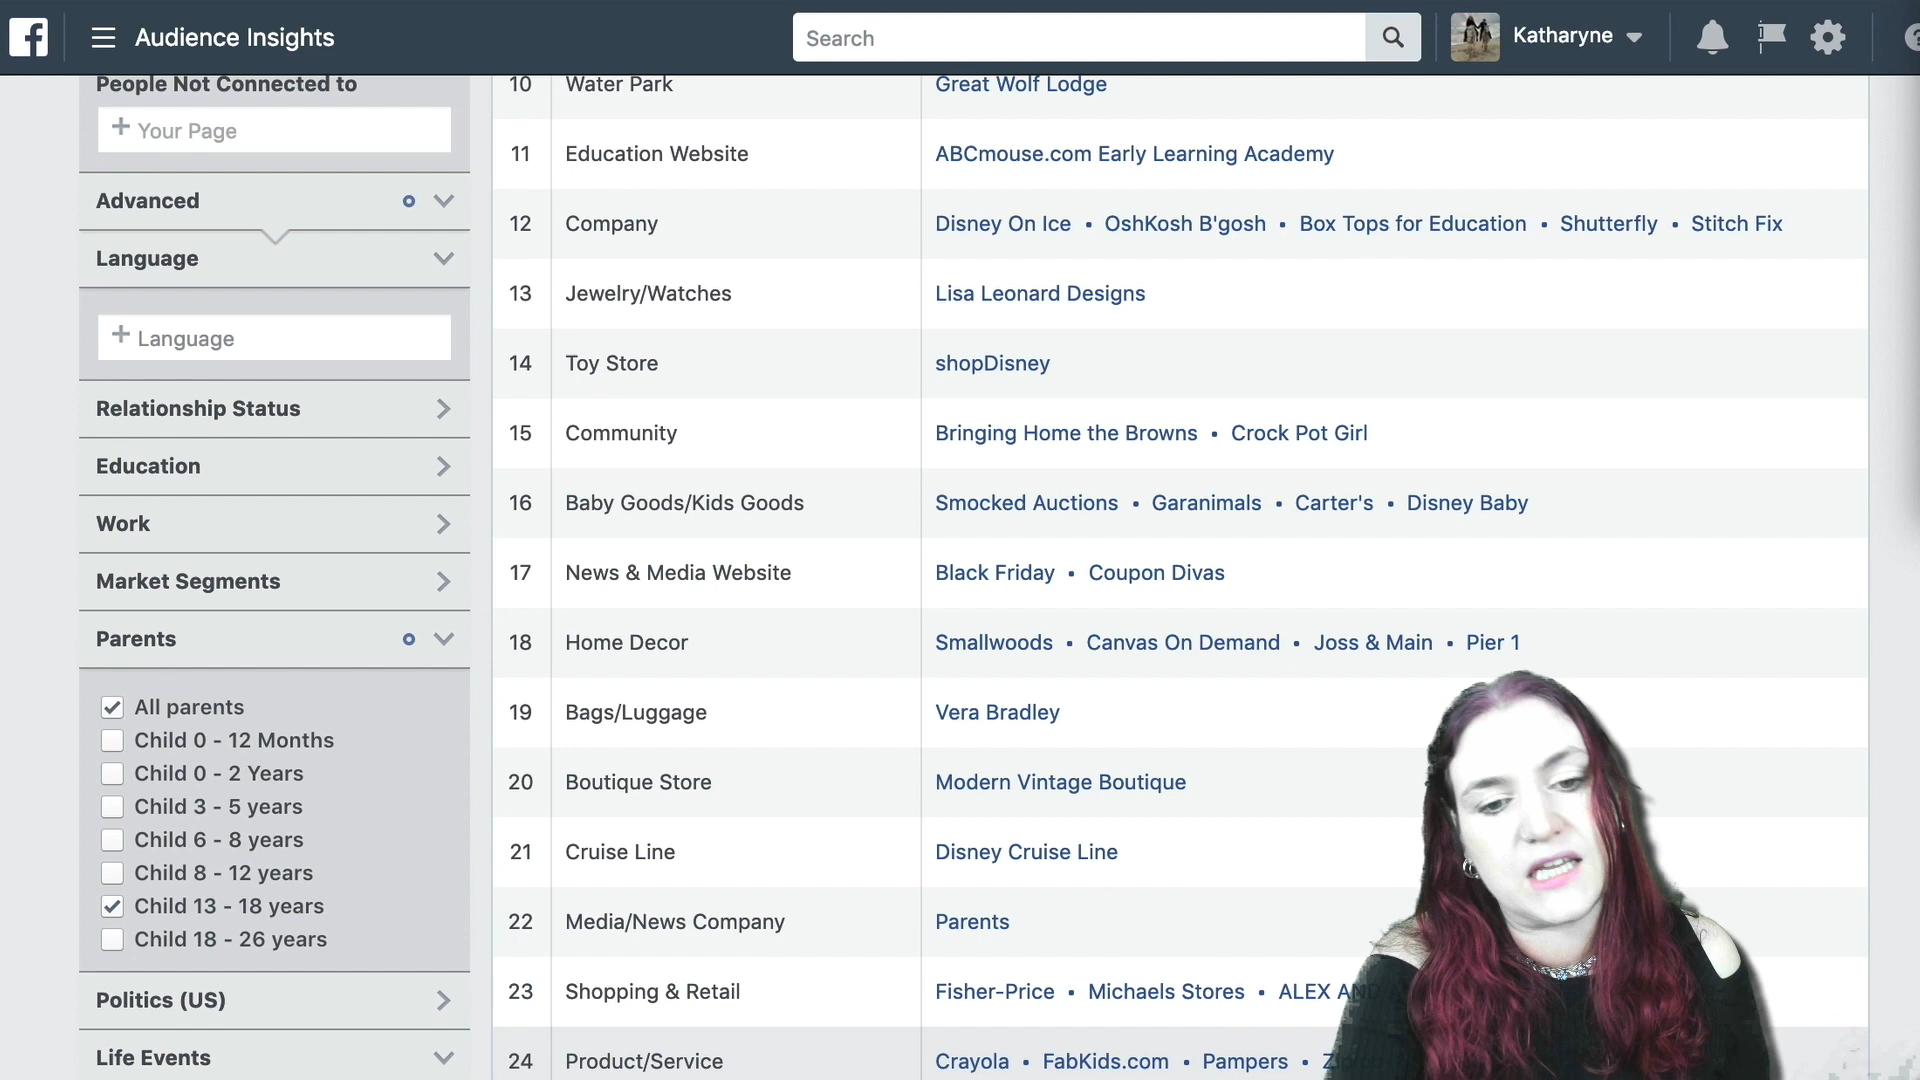 Audience Insights
Search
Katharyne
People Not Connected to
+ Your Page
Advanced
Language
+ Language
Relationship Status
Education
Work
Market Segments
Parents
All parents
Child 0 - 12 Months
Child 0 - 2 Years
Child 3 - 5 years
Child 6 - 8 years
Child 8 - 12 years
Child 13 - 18 years
Child 18 - 26 years
Politics (US)
Life Events
10 Water Park Great Wolf Lodge
11 Education Website ABCmouse.com Early Learning Academy
12 Company Disney On Ice • OshKosh B'gosh • Box Tops for Education • Shutterfly • Stitch Fix
13 Jewelry/Watches Lisa Leonard Designs
14 Toy Store shopDisney
15 Community Bringing Home the Browns • Crock Pot Girl
16 Baby Goods/Kids Goods Smocked Auctions • Garanimals • Carter's • Disney Baby
17 News & Media Website Black Friday • Coupon Divas
18 Home Decor Smallwoods • Canvas On Demand • Joss & Main • Pier 1
19 Bags/Luggage Vera Bradley
20 Boutique Store Modern Vintage Boutique
21 Cruise Line Disney Cruise Line
22 Media/News Company Parents
23 Shopping & Retail Fisher-Price • Michaels Stores • ALEX
24 Product/Service Crayola • FabKids.com • Pampers •